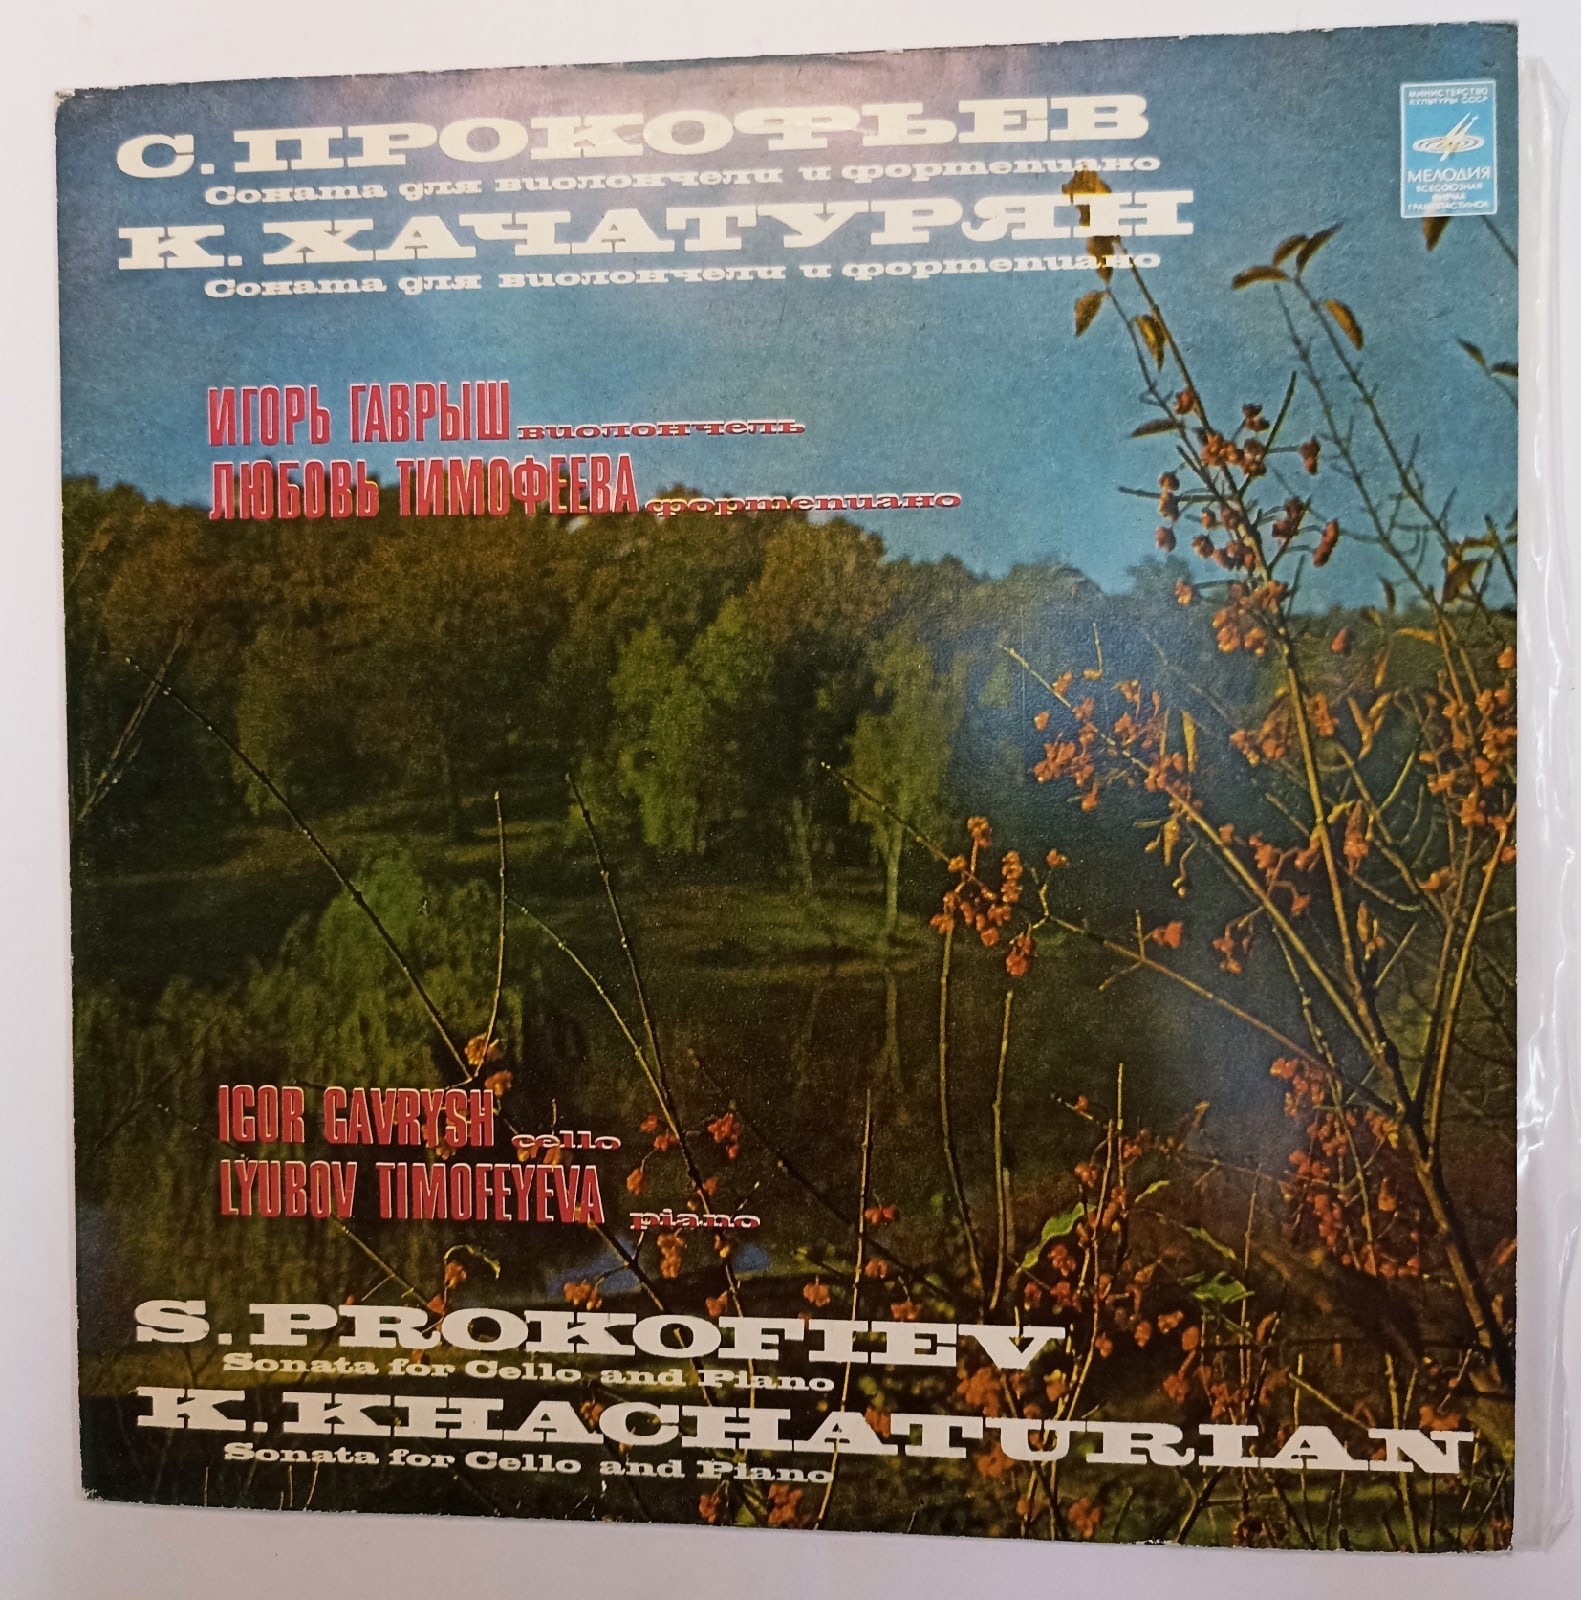 С. ПРОКОФЬЕВ
Соната для виолончели и фортепиано
К. ХАЧАТУРЯН
Соната для виолончели и фортепиано
МИНИСТЕРСТВО
КУЛЬТУРЫ СССР
МЕЛОДИЯ
ВСЕСОЮЗНАЯ
ФИРМА
ГРАМПЛАСТИНОК
ИГОРЬ ГАВРЫШ виолончель
ЛЮБОВЬ ТИМОФЕЕВА фортепиано
IGOR GAVRYSH cello
LYUBOV TIMOFEYEVA piano
S. PROKOFIEV
Sonata for Cello and Piano
K. KHACHATURIAN
Sonata for Cello and Piano